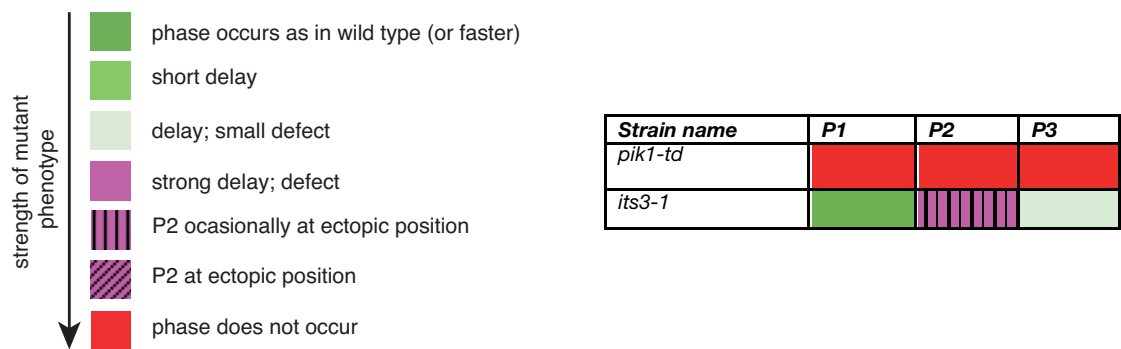 strength of mutant
phenotype
phase occurs as in wild type (or faster)
short delay
delay; small defect
strong delay; defect
P2 ocasionally at ectopic position
P2 at ectopic position
phase does not occur
Strain name P1 P2 P3
pik1-td
its3-1